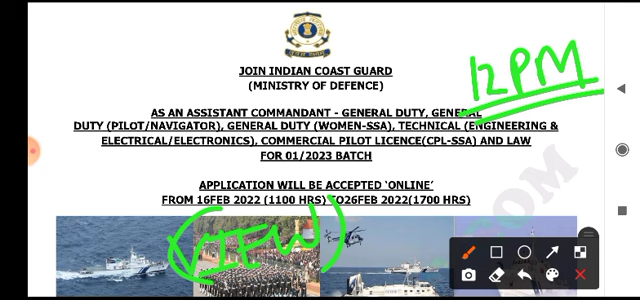 JOIN INDIAN COAST GUARD
(MINISTRY OF DEFENCE)
12PM
AS AN ASSISTANT COMMANDANT - GENERAL DUTY, GENERAL
DUTY (PILOT/NAVIGATOR), GENERAL DUTY (WOMEN-SSA), TECHNICAL (ENGINEERING &
ELECTRICAL/ELECTRONICS), COMMERCIAL PILOT LICENCE(CPL-SSA) AND LAW
FOR 01/2023 BATCH
APPLICATION WILL BE ACCEPTED 'ONLINE'
FROM 16FEB 2022 (1100 HRS) TO26FEB 2022(1700 HRS)
(VIEW)